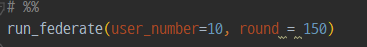 # %%
run_federate(user_number=10, round = 150)